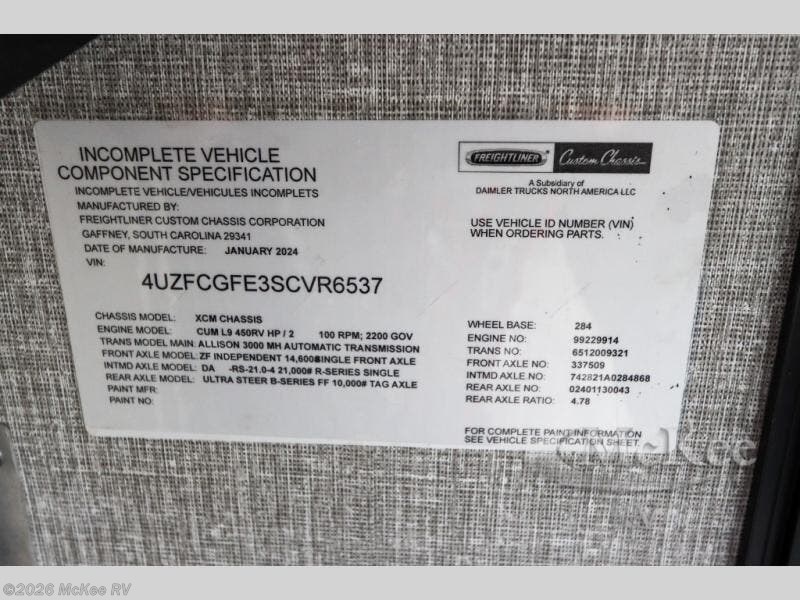 INCOMPLETE VEHICLE
COMPONENT SPECIFICATION
INCOMPLETE VEHICLE/VEHICULES INCOMPLETS
MANUFACTURED BY:
FREIGHTLINER CUSTOM CHASSIS CORPORATION
GAFFNEY, SOUTH CAROLINA 29341
DATE OF MANUFACTURE: JANUARY 2024
VIN:
4UZFCGFE3SCVR6537
FREIGHTLINER Custom Chassis
A Subsidiary of
DAIMLER TRUCKS NORTH AMERICA LLC
USE VEHICLE ID NUMBER (VIN)
WHEN ORDERING PARTS.
CHASSIS MODEL: XCM CHASSIS
ENGINE MODEL: CUM L9 450RV HP / 2 100 RPM; 2200 GOV
TRANS MODEL MAIN: ALLISON 3000 MH AUTOMATIC TRANSMISSION
FRONT AXLE MODEL: ZF INDEPENDENT 14,600# SINGLE FRONT AXLE
INTMD AXLE MODEL: DA -RS-21.0-4 21,000# R-SERIES SINGLE
REAR AXLE MODEL: ULTRA STEER B-SERIES FF 10,000# TAG AXLE
PAINT MFR:
PAINT NO:
WHEEL BASE: 284
ENGINE NO: 99229914
TRANS NO: 6512009321
FRONT AXLE NO: 337509
INTMD AXLE NO: 742821A0284868
REAR AXLE NO: 02401130043
REAR AXLE RATIO: 4.78
FOR COMPLETE PAINT INFORMATION
SEE VEHICLE SPECIFICATION SHEET.
McKee
©2026 McKee RV